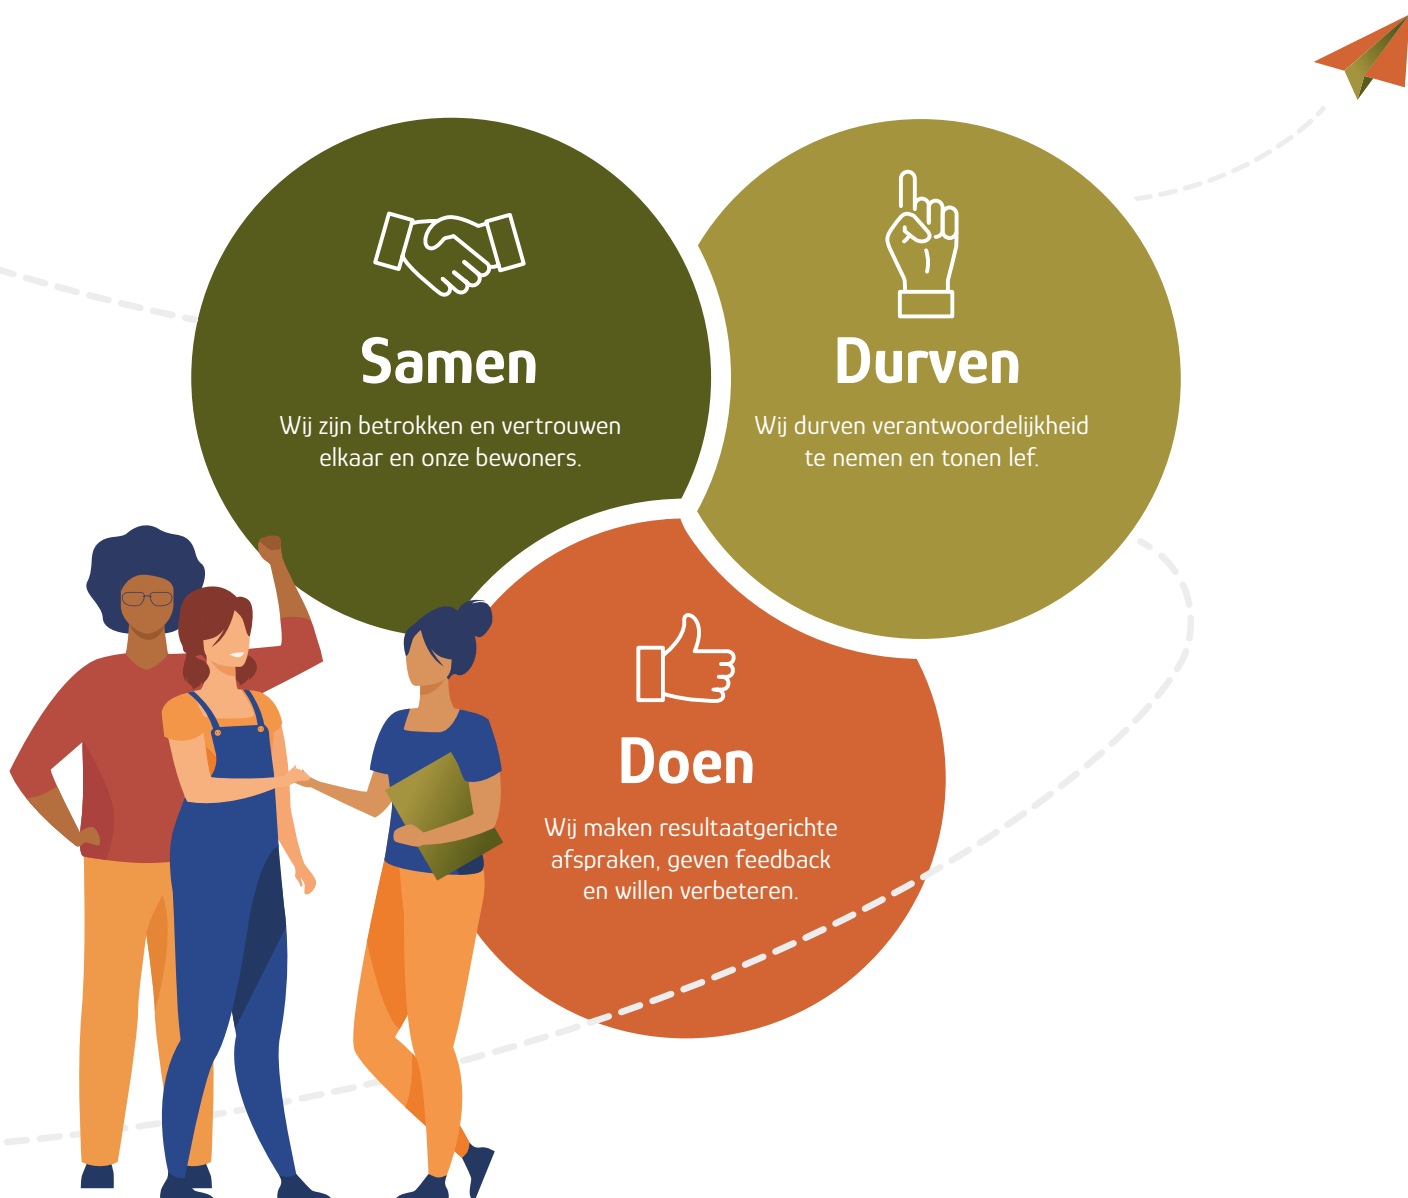 Samen
Wij zijn betrokken en vertrouwen
elkaar en onze bewoners.
Durven
Wij durven verantwoordelijkheid
te nemen en tonen lef.
Doen
Wij maken resultaatgerichte
afspraken, geven feedback
en willen verbeteren.